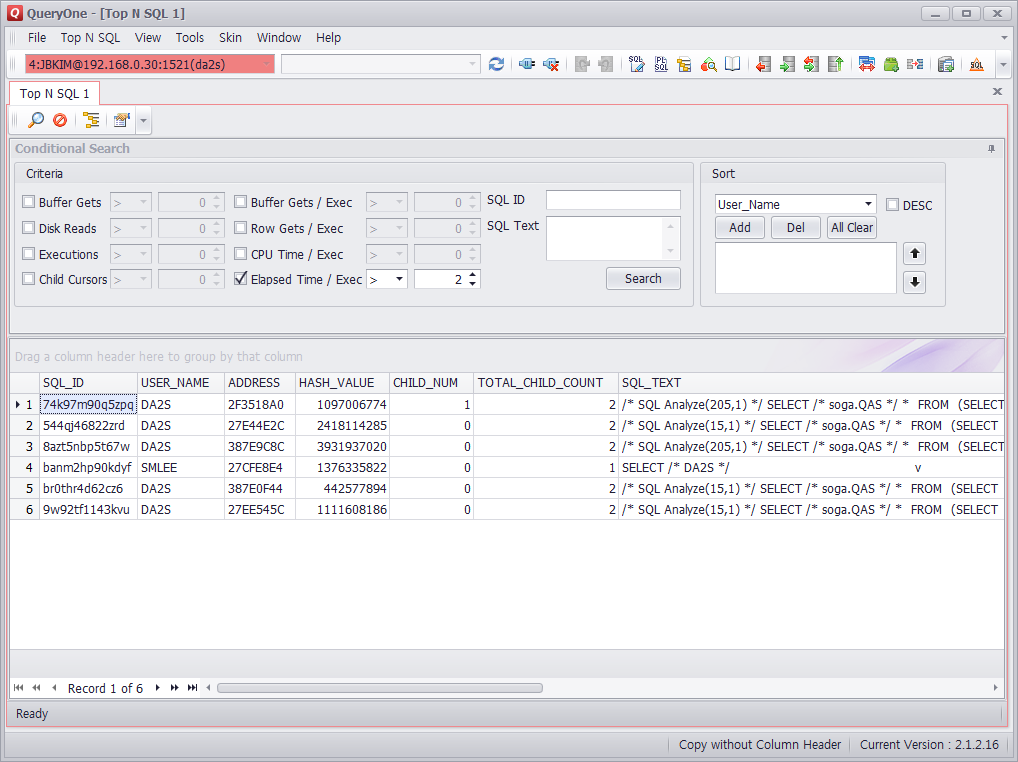 QueryOne - [Top N SQL 1]
File Top N SQL View Tools Skin Window Help
4:JBKIM@192.168.0.30:1521(da2s)
Top N SQL 1
Conditional Search
Criteria
Buffer Gets > 0 Buffer Gets / Exec > 0 SQL ID
Disk Reads > 0 Row Gets / Exec > 0 SQL Text
Executions > 0 CPU Time / Exec > 0
Child Cursors > 0 Elapsed Time / Exec > 2 Search
Sort
User_Name DESC
Add Del All Clear
Drag a column header here to group by that column
SQL_ID USER_NAME ADDRESS HASH_VALUE CHILD_NUM TOTAL_CHILD_COUNT SQL_TEXT
1 74k97m90q5zpq DA2S 2F3518A0 1097006774 1 2 /* SQL Analyze(205,1) */ SELECT /* soga.QAS */ * FROM (SELECT
2 544qj46822zrd DA2S 27E44E2C 2418114285 0 2 /* SQL Analyze(15,1) */ SELECT /* soga.QAS */ * FROM (SELECT
3 8azt5nbp5t67w DA2S 387E9C8C 3931937020 0 2 /* SQL Analyze(205,1) */ SELECT /* soga.QAS */ * FROM (SELECT
4 banm2hp90kdyf SMLEE 27CFE8E4 1376335822 0 1 SELECT /* DA2S */ v
5 br0thr4d62cz6 DA2S 387E0F44 442577894 0 2 /* SQL Analyze(15,1) */ SELECT /* soga.QAS */ * FROM (SELECT
6 9w92tf1143kvu DA2S 27EE545C 1111608186 0 2 /* SQL Analyze(15,1) */ SELECT /* soga.QAS */ * FROM (SELECT
Record 1 of 6
Ready
Copy without Column Header Current Version : 2.1.2.16